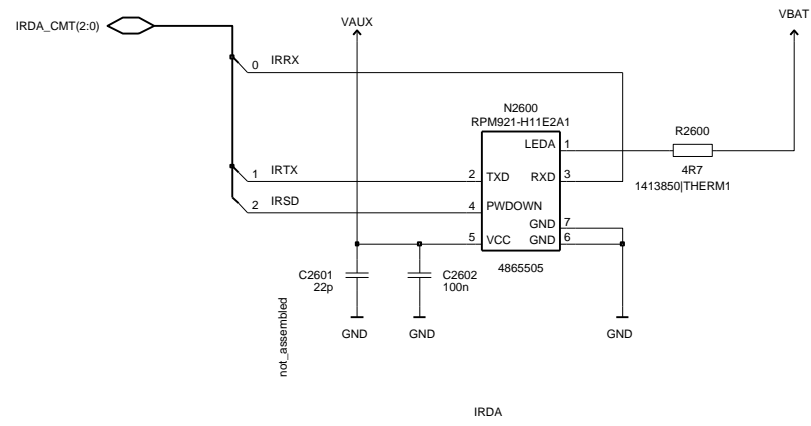 IRDA_CMT(2:0)
VAUX
VBAT
0 IRRX
N2600
RPM921-H11E2A1
R2600
LEDA 1
4R7
1413850|THERM1
1 IRTX
2 TXD
RXD 3
2 IRSD
4 PWDOWN
GND 7
5 VCC
GND 6
4865505
C2601
22p
C2602
100n
not_assembled
GND
GND
GND
IRDA